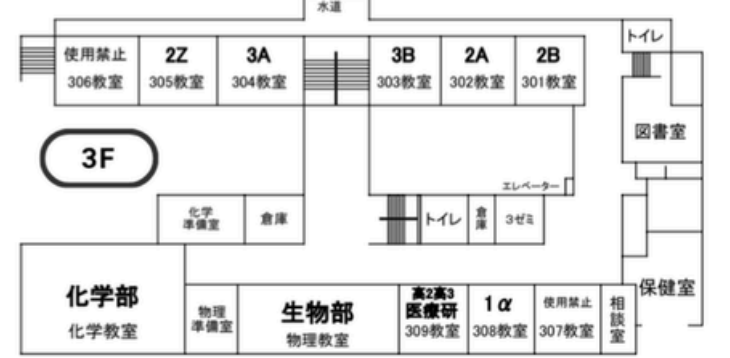 水道
トイレ
使用禁止
306教室
2Z
305教室
3A
304教室
3B
303教室
2A
302教室
2B
301教室
図書室
3F
エレベーター
化学
準備室
倉庫
トイレ
倉庫
3ゼミ
化学部
化学教室
物理
準備室
生物部
物理教室
高2高3
医療研
309教室
1α
308教室
使用禁止
307教室
相談室
保健室